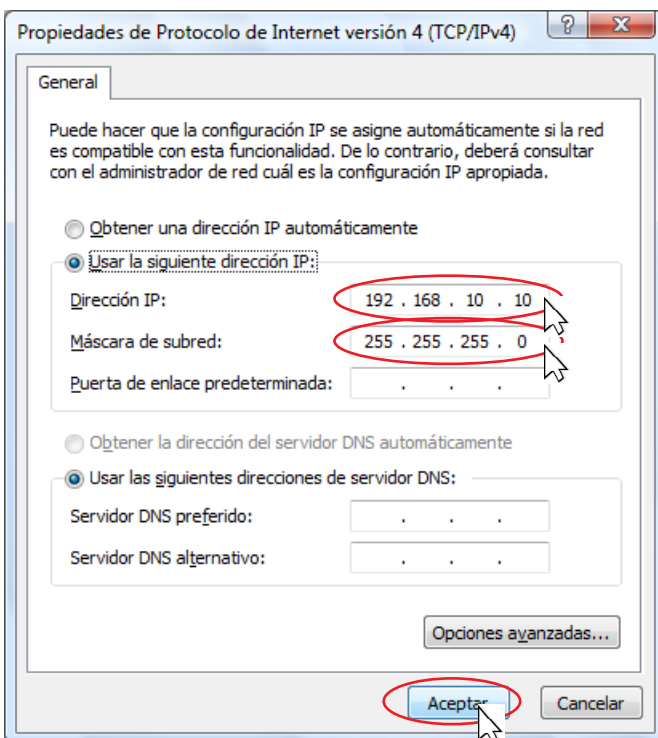 Propiedades de Protocolo de Internet versión 4 (TCP/IPv4)
General
Puede hacer que la configuración IP se asigne automáticamente si la red
es compatible con esta funcionalidad. De lo contrario, deberá consultar
con el administrador de red cuál es la configuración IP apropiada.
Obtener una dirección IP automáticamente
Usar la siguiente dirección IP:
Dirección IP: 192 . 168 . 10 . 10
Máscara de subred: 255 . 255 . 255 . 0
Puerta de enlace predeterminada: . . .
Obtener la dirección del servidor DNS automáticamente
Usar las siguientes direcciones de servidor DNS:
Servidor DNS preferido: . . .
Servidor DNS alternativo: . . .
Opciones avanzadas...
Aceptar Cancelar